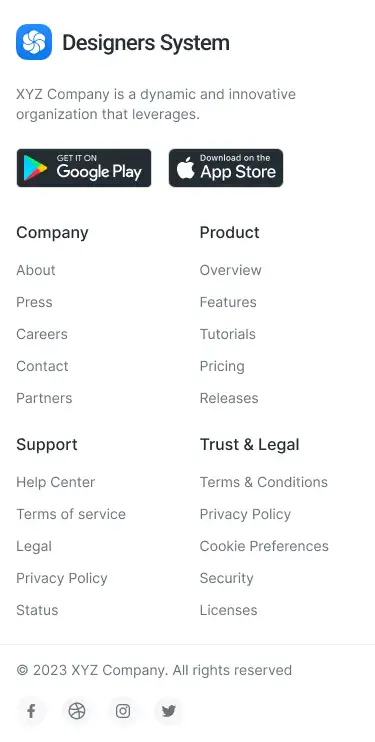 Designers System
XYZ Company is a dynamic and innovative
organization that leverages.
GET IT ON
Google Play
Download on the
App Store
Company
About
Press
Careers
Contact
Partners
Product
Overview
Features
Tutorials
Pricing
Releases
Support
Help Center
Terms of service
Legal
Privacy Policy
Status
Trust & Legal
Terms & Conditions
Privacy Policy
Cookie Preferences
Security
Licenses
© 2023 XYZ Company. All rights reserved